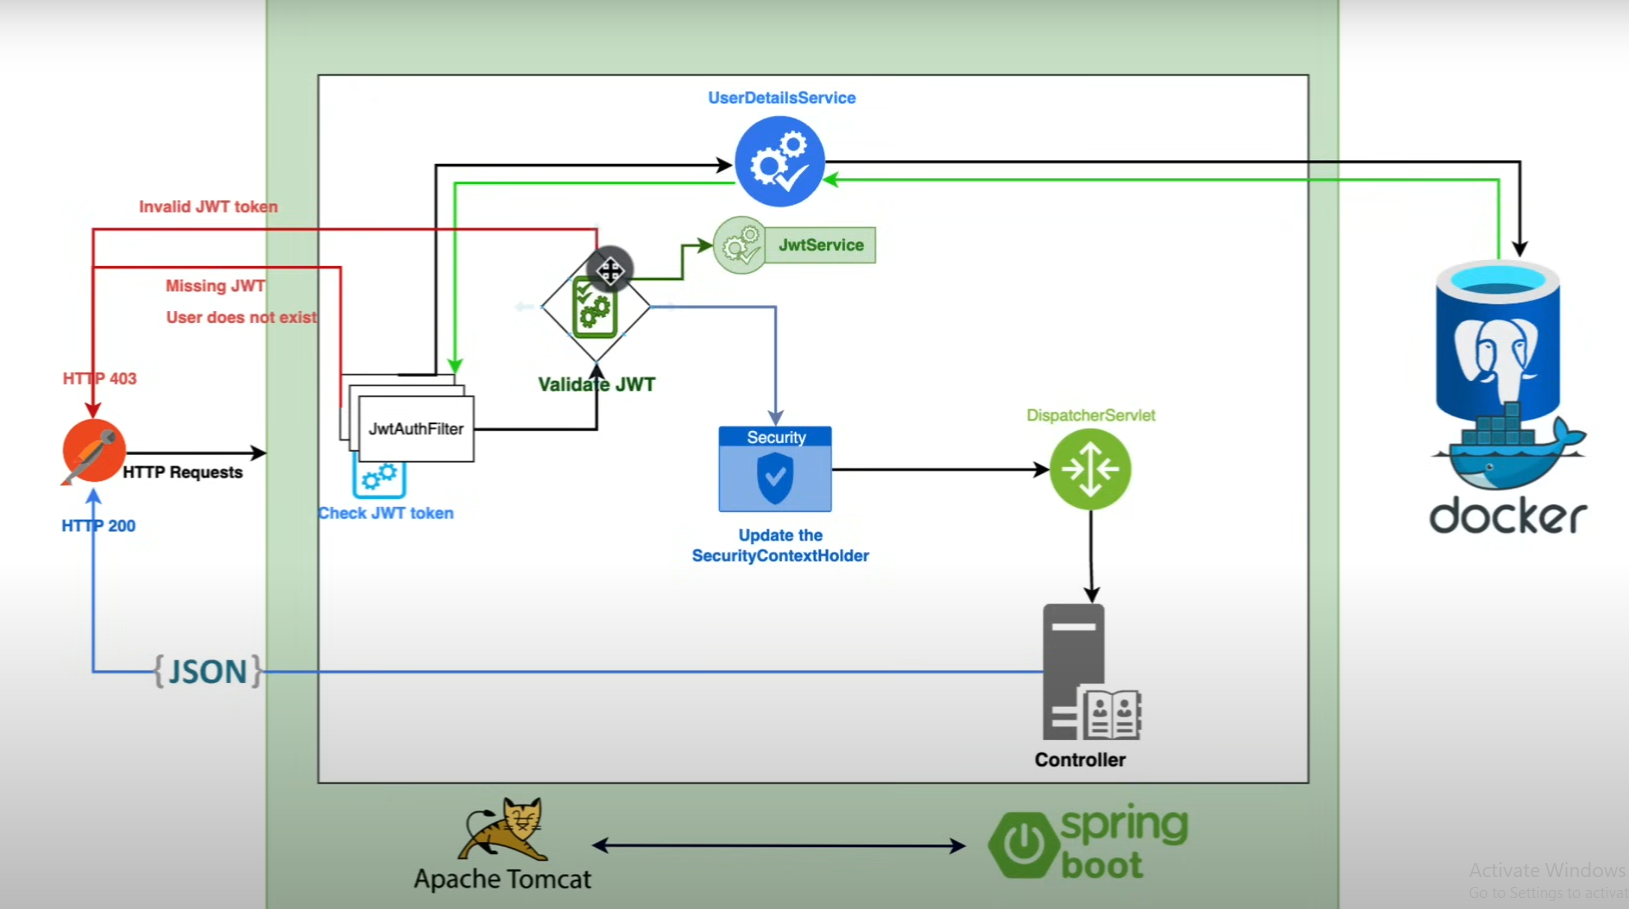 UserDetailsService
Invalid JWT token
JwtService
Missing JWT
User does not exist
HTTP 403
Validate JWT
JwtAuthFilter
DispatcherServlet
Security
HTTP Requests
Check JWT token
HTTP 200
docker
Update the
SecurityContextHolder
{JSON}
Controller
spring
boot
Apache Tomcat
Activate Windows
Go to Settings to activat